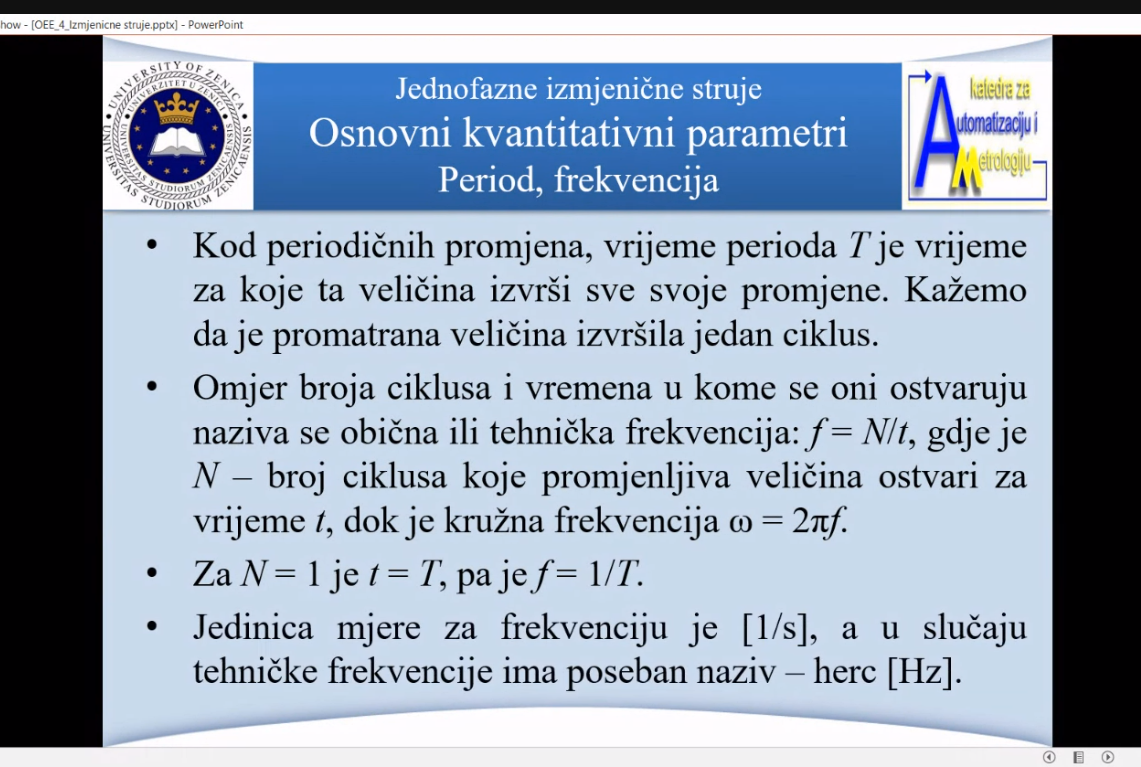 how - [OEE_4_Izmjenicne struje.pptx] - PowerPoint
UNIVERSITY OF ZENICA
UNIVERZITET U ZENICI
STUDIORUM
UNIVERSITAS STUDIORUM ZENICAENSIS
Jednofazne izmjenične struje
Osnovni kvantitativni parametri
Period, frekvencija
katedra za
Automatizaciju i
Metrologiju
• Kod periodičnih promjena, vrijeme perioda T je vrijeme
za koje ta veličina izvrši sve svoje promjene. Kažemo
da je promatrana veličina izvršila jedan ciklus.
• Omjer broja ciklusa i vremena u kome se oni ostvaruju
naziva se obična ili tehnička frekvencija: f = N/t, gdje je
N – broj ciklusa koje promjenljiva veličina ostvari za
vrijeme t, dok je kružna frekvencija ω = 2πf.
• Za N = 1 je t = T, pa je f = 1/T.
• Jedinica mjere za frekvenciju je [1/s], a u slučaju
tehničke frekvencije ima poseban naziv – herc [Hz].